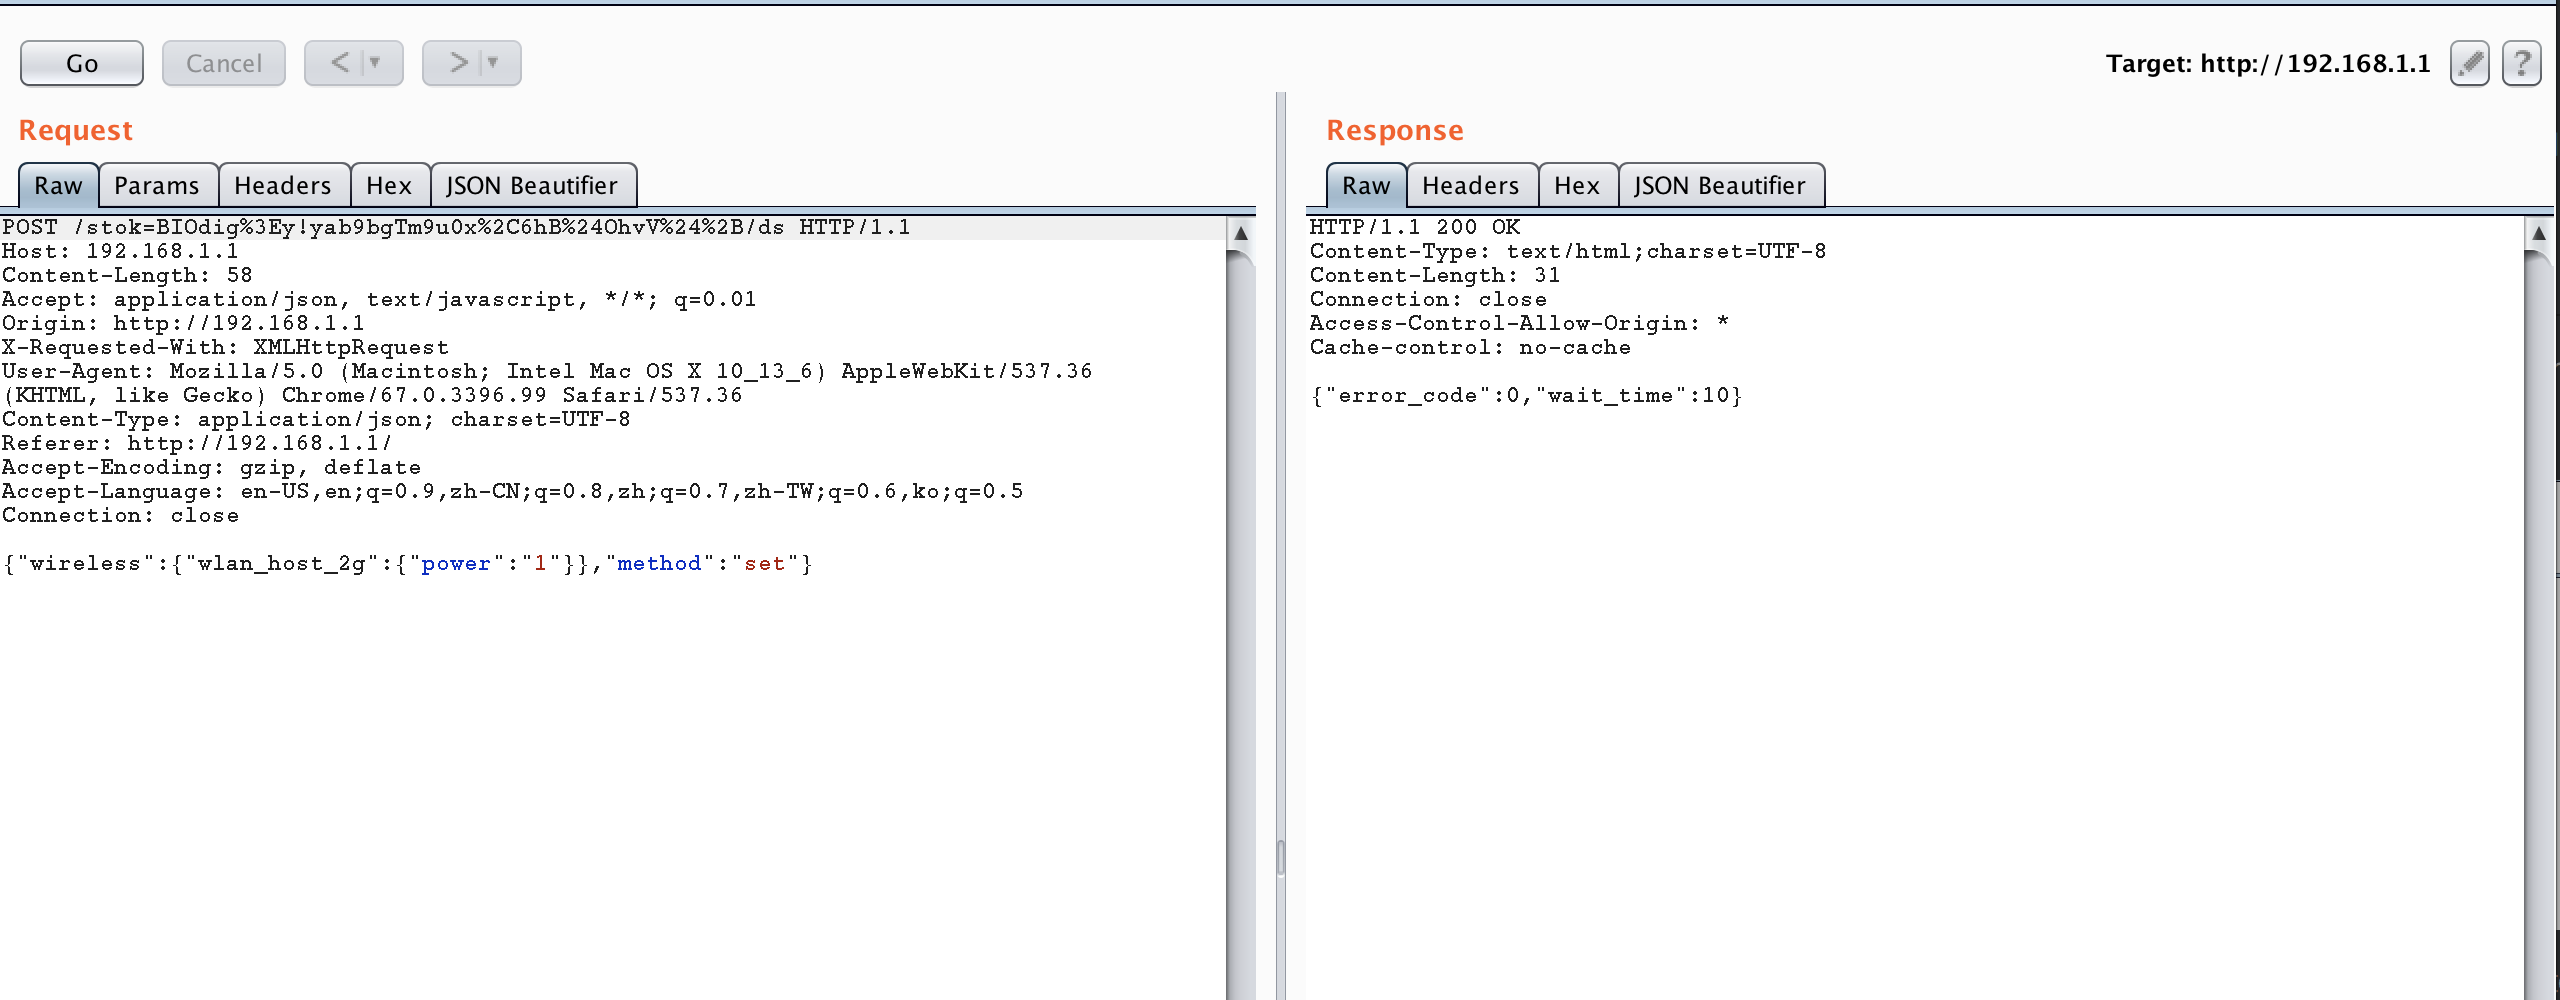 Go Cancel < > Target: http://192.168.1.1 ?
Request
Raw Params Headers Hex JSON Beautifier
POST /stok=BIOdig%3Ey!yab9bgTm9u0x%2C6hB%24OhvV%24%2B/ds HTTP/1.1
Host: 192.168.1.1
Content-Length: 58
Accept: application/json, text/javascript, */*; q=0.01
Origin: http://192.168.1.1
X-Requested-With: XMLHttpRequest
User-Agent: Mozilla/5.0 (Macintosh; Intel Mac OS X 10_13_6) AppleWebKit/537.36
(KHTML, like Gecko) Chrome/67.0.3396.99 Safari/537.36
Content-Type: application/json; charset=UTF-8
Referer: http://192.168.1.1/
Accept-Encoding: gzip, deflate
Accept-Language: en-US,en;q=0.9,zh-CN;q=0.8,zh;q=0.7,zh-TW;q=0.6,ko;q=0.5
Connection: close
{"wireless":{"wlan_host_2g":{"power":"1"}},"method":"set"}
Response
Raw Headers Hex JSON Beautifier
HTTP/1.1 200 OK
Content-Type: text/html;charset=UTF-8
Content-Length: 31
Connection: close
Access-Control-Allow-Origin: *
Cache-control: no-cache
{"error_code":0,"wait_time":10}